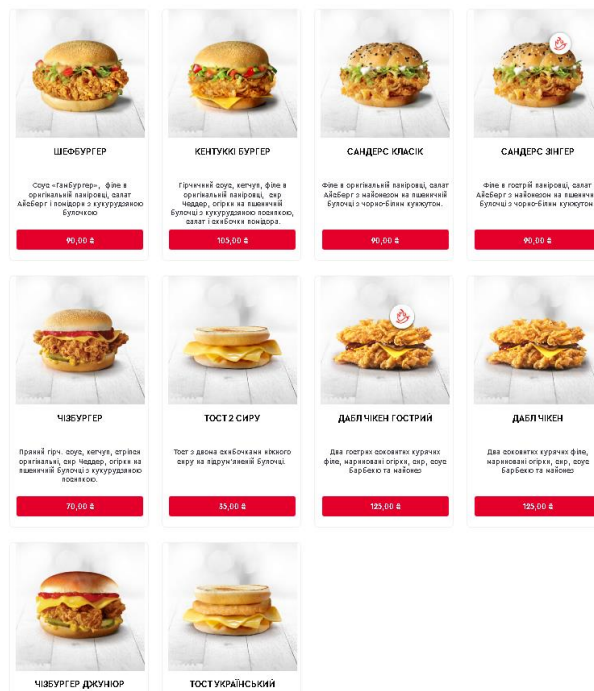 ШЕФБУРГЕР
Соус «Гамбургер», філе в
оригінальній паніровці, салат
Айсберг і помідори з кукурудзяною
булочкою
90,00 ₴
КЕНТУККІ БУРГЕР
Гірчичний соус, кетчуп, філе в
оригінальній паніровці, сир
Чеддер, огірки на пшеничній
булочці з кукурудзяною посипкою,
салат і скибочки помідора.
105,00 ₴
САНДЕРС КЛАСІК
Філе в оригінальній паніровці, салат
Айсберг з майонезом на пшеничній
булочці з чорно-білим кунжутом.
90,00 ₴
САНДЕРС ЗІНГЕР
Філе в гострій паніровці, салат
Айсберг з майонезом на
булочці з чорно-білим кунжутом
90,00 ₴
ЧІЗБУРГЕР
Пряний гірч. соус, кетчуп, стріпси
оригінальні, сир Чеддер, огірки на
пшеничній булочці з кукурудзяною
посипкою.
70,00 ₴
ТОСТ 2 СИРУ
Тост з двома скибочками ніжного
сиру на підрум'яненій булочці.
35,00 ₴
ДАБЛ ЧІКЕН ГОСТРИЙ
Два гострих соковитих курячих
філе, мариновані огірки, сир, соус
Барбекю та майонез
125,00 ₴
ДАБЛ ЧІКЕН
Два соковитих курячих філе,
мариновані огірки, сир, соус
Барбекю та майонез
125,00 ₴
ЧІЗБУРГЕР ДЖУНІОР
ТОСТ УКРАЇНСЬКИЙ